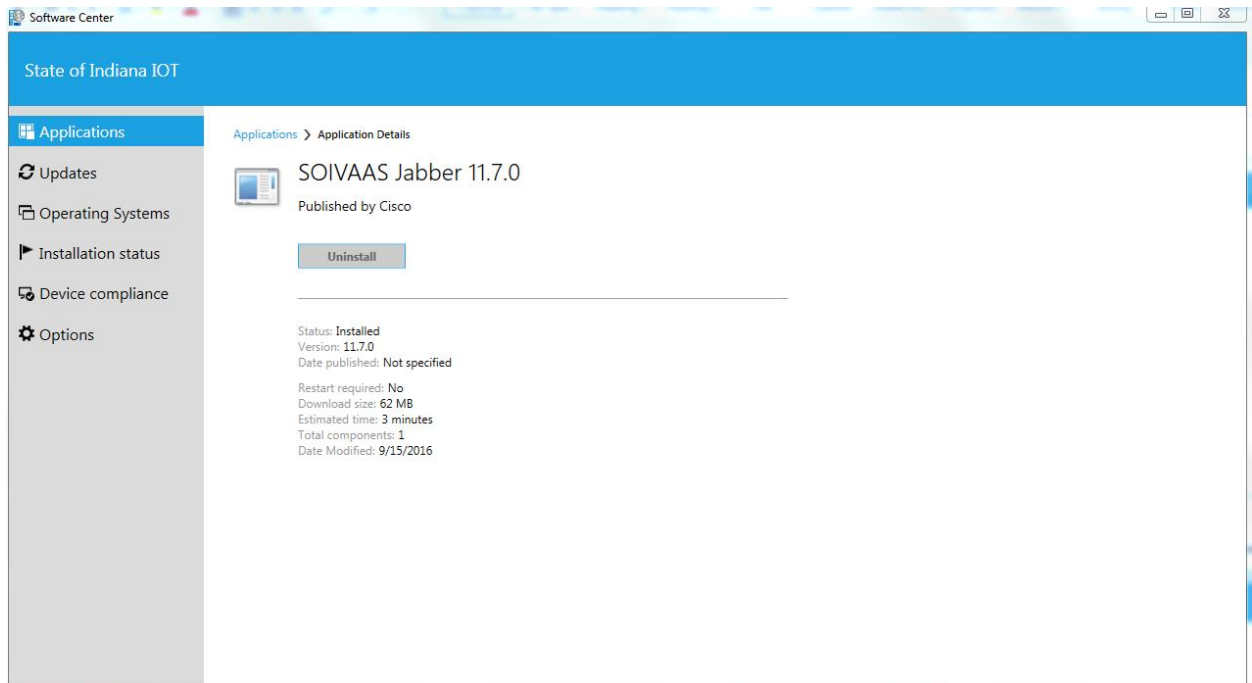 Software Center
State of Indiana IOT
Applications
Updates
Operating Systems
Installation status
Device compliance
Options
Applications ❯ Application Details
SOIVAAS Jabber 11.7.0
Published by Cisco
Uninstall
Status: Installed
Version: 11.7.0
Date published: Not specified
Restart required: No
Download size: 62 MB
Estimated time: 3 minutes
Total components: 1
Date Modified: 9/15/2016